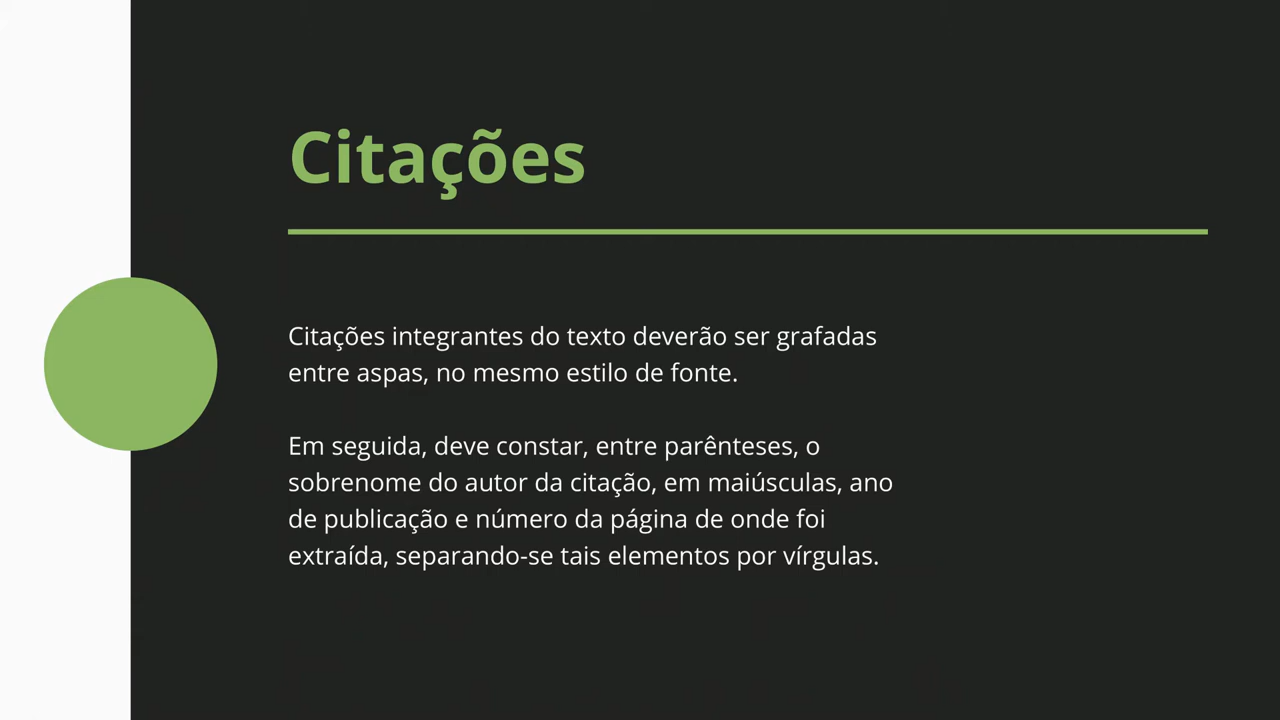 Citações
Citações integrantes do texto deverão ser grafadas
entre aspas, no mesmo estilo de fonte.
Em seguida, deve constar, entre parênteses, o
sobrenome do autor da citação, em maiúsculas, ano
de publicação e número da página de onde foi
extraída, separando-se tais elementos por vírgulas.